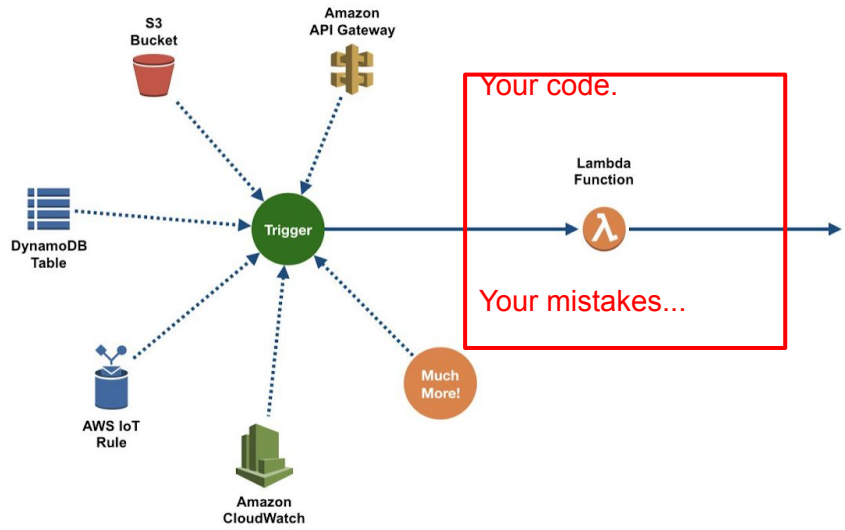 S3
Bucket
Amazon
API Gateway
Your code.
Lambda
Function
λ
DynamoDB
Table
Trigger
Your mistakes...
Much
More!
AWS IoT
Rule
Amazon
CloudWatch